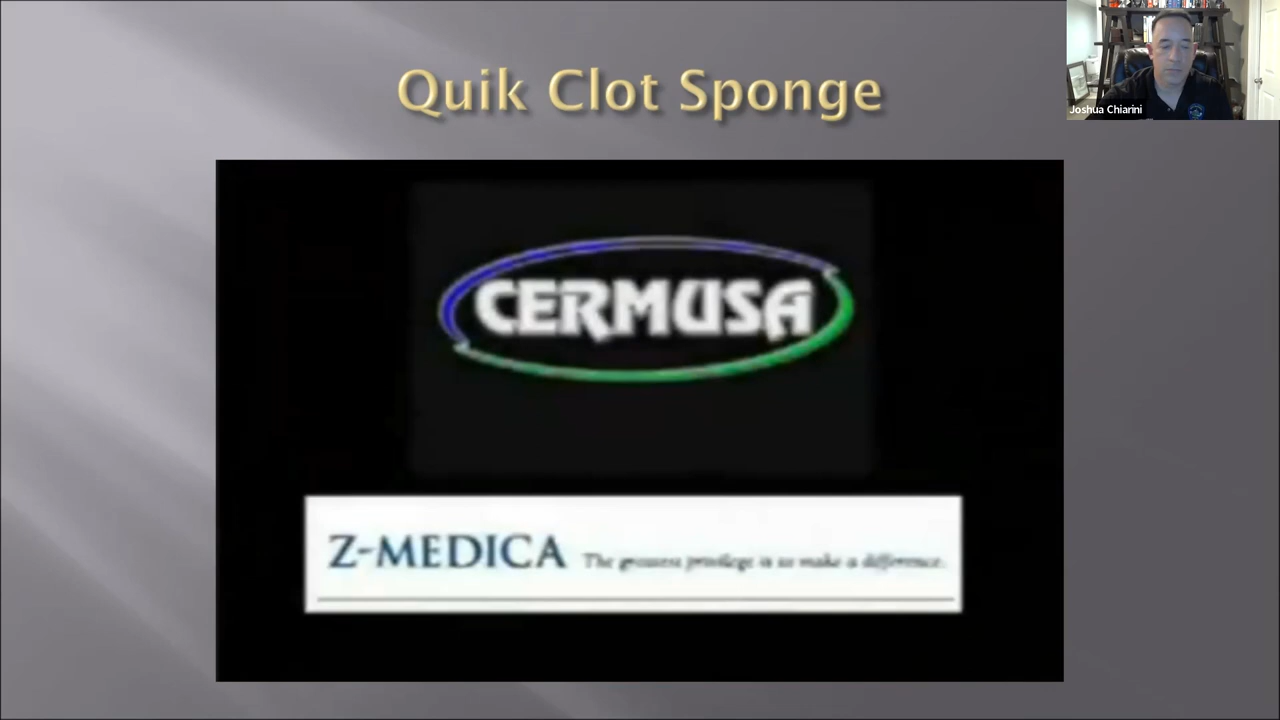 Quik Clot Sponge
Joshua Chiarini
CERMUSA
Z-MEDICA The greatest privilege is to make a difference.